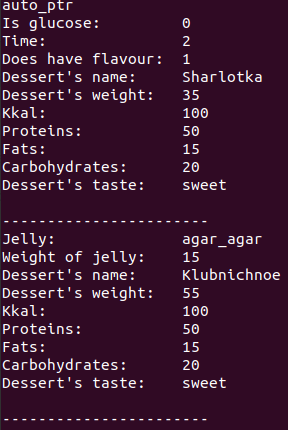 auto_ptr
Is glucose: 0
Time: 2
Does have flavour: 1
Dessert's name: Sharlotka
Dessert's weight: 35
Kkal: 100
Proteins: 50
Fats: 15
Carbohydrates: 20
Dessert's taste: sweet
-----------------------
Jelly: agar_agar
Weight of jelly: 15
Dessert's name: Klubnichnoe
Dessert's weight: 55
Kkal: 100
Proteins: 50
Fats: 15
Carbohydrates: 20
Dessert's taste: sweet
-----------------------